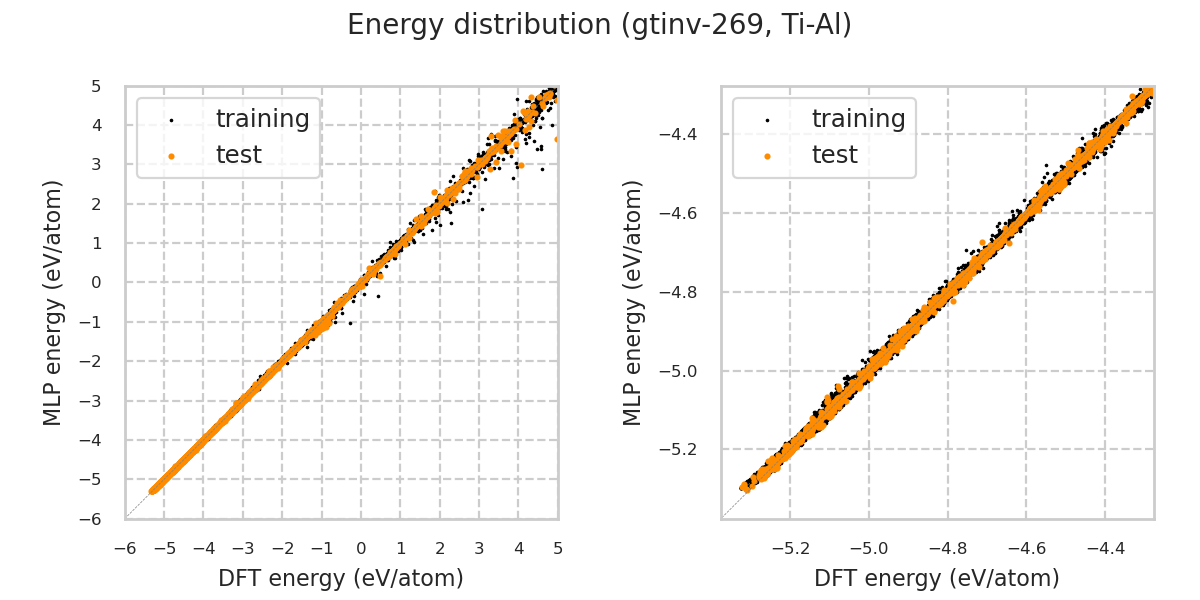 Energy distribution (gtinv-269, Ti-Al)
training
test
5
4
3
2
1
0
−1
−2
−3
−4
−5
−6
−6 −5 −4 −3 −2 −1 0 1 2 3 4 5
DFT energy (eV/atom)
MLP energy (eV/atom)
training
test
−4.4
−4.6
−4.8
−5.0
−5.2
−5.2 −5.0 −4.8 −4.6 −4.4
DFT energy (eV/atom)
MLP energy (eV/atom)